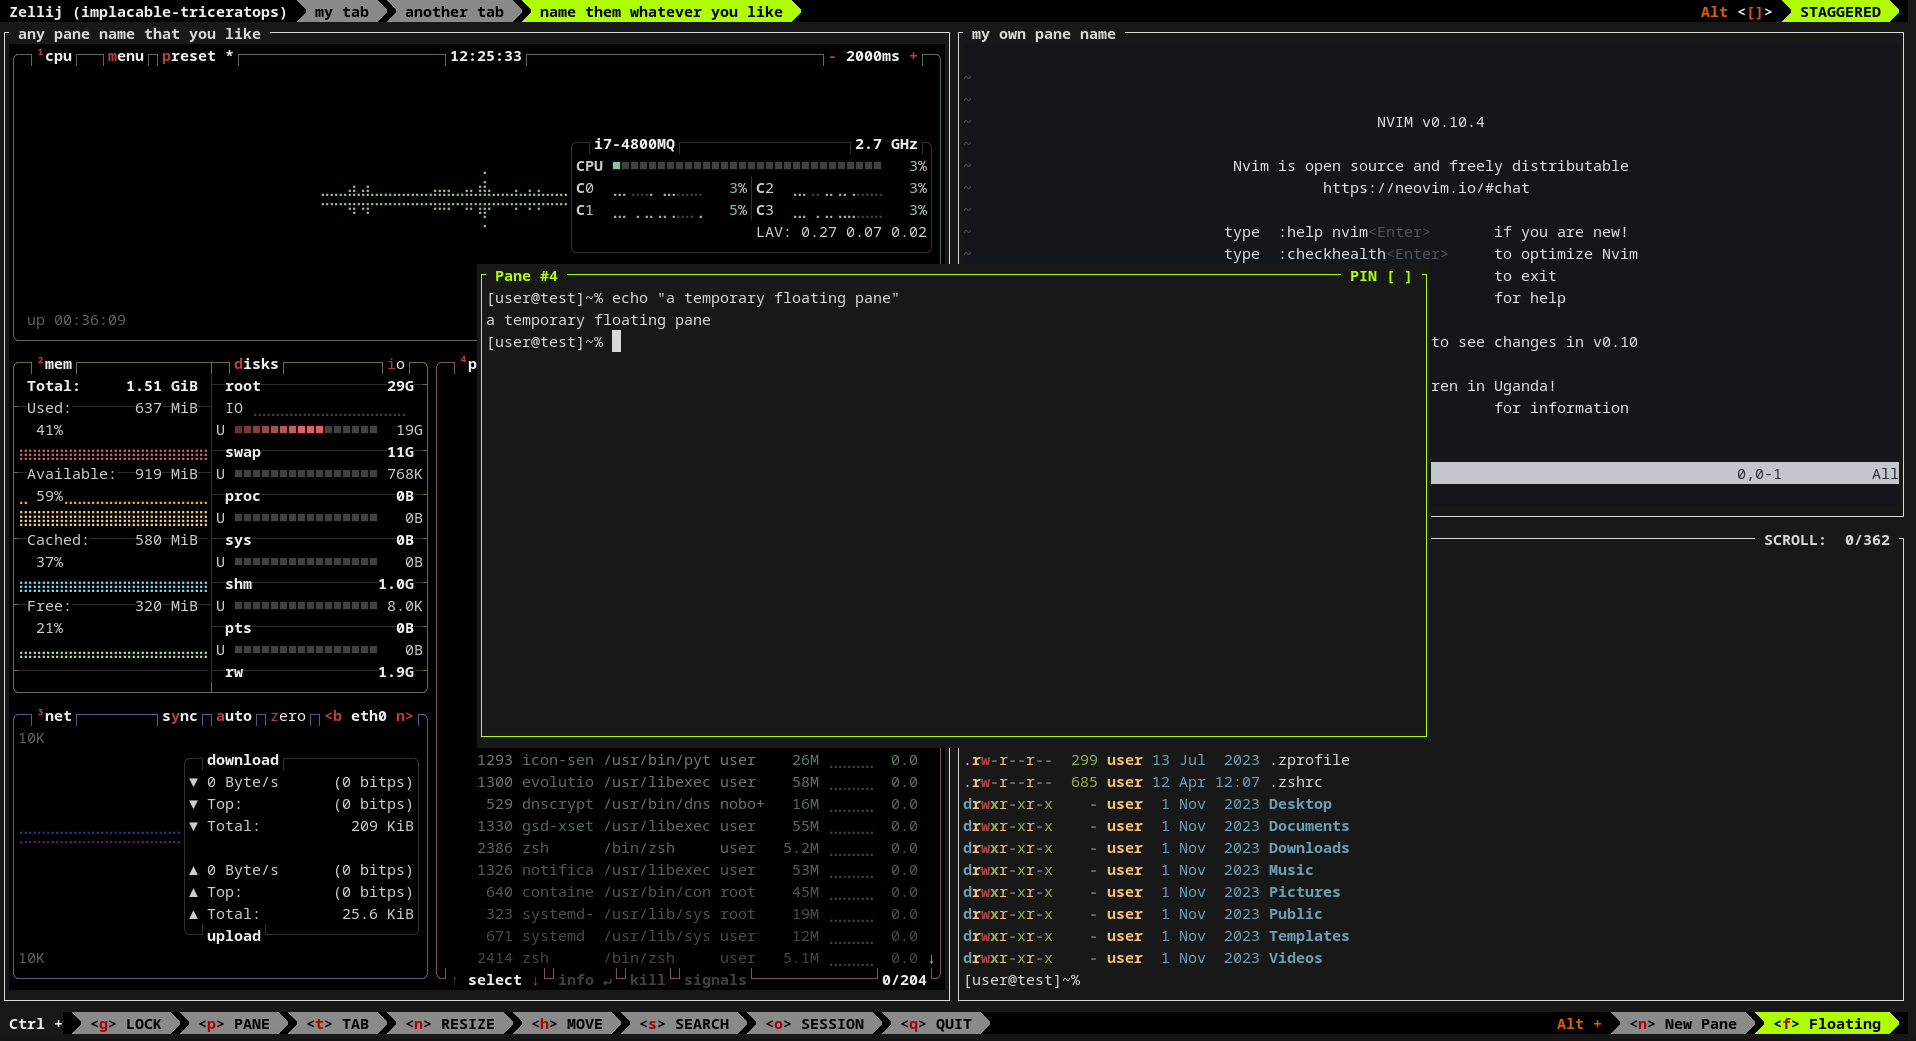 Zellij (implacable-triceratops) my tab another tab name them whatever you like Alt <[]> STAGGERED
any pane name that you like
¹cpu menu preset * 12:25:33 - 2000ms +
i7-4800MQ 2.7 GHz
CPU 3%
C0 3% C2 3%
C1 5% C3 3%
LAV: 0.27 0.07 0.02
up 00:36:09
²mem
Total: 1.51 GiB
Used: 637 MiB
41%
Available: 919 MiB
59%
Cached: 580 MiB
37%
Free: 320 MiB
21%
disks io
root 29G
IO
U 19G
swap 11G
U 768K
proc 0B
U 0B
sys 0B
U 0B
shm 1.0G
U 8.0K
pts 0B
U 0B
rw 1.9G
³net sync auto zero <b eth0 n>
10K
download
▼ 0 Byte/s (0 bitps)
▼ Top: (0 bitps)
▼ Total: 209 KiB
▲ 0 Byte/s (0 bitps)
▲ Top: (0 bitps)
▲ Total: 25.6 KiB
upload
10K
⁴p
1293 icon-sen /usr/bin/pyt user 26M 0.0
1300 evolutio /usr/libexec user 58M 0.0
529 dnscrypt /usr/bin/dns nobo+ 16M 0.0
1330 gsd-xset /usr/libexec user 55M 0.0
2386 zsh /bin/zsh user 5.2M 0.0
1326 notifica /usr/libexec user 53M 0.0
640 containe /usr/bin/con root 45M 0.0
323 systemd- /usr/lib/sys root 19M 0.0
671 systemd /usr/lib/sys user 12M 0.0
2414 zsh /bin/zsh user 5.1M 0.0 ↓
↑ select ↓ info ↵ kill signals 0/204
Pane #4 PIN [ ]
[user@test]~% echo "a temporary floating pane"
a temporary floating pane
[user@test]~%
my own pane name
~
~
~ NVIM v0.10.4
~
~ Nvim is open source and freely distributable
~ https://neovim.io/#chat
~
~ type :help nvim<Enter> if you are new!
~ type :checkhealth<Enter> to optimize Nvim
to exit
for help
to see changes in v0.10
ren in Uganda!
for information
0,0-1 All
SCROLL: 0/362
.rw-r--r-- 299 user 13 Jul 2023 .zprofile
.rw-r--r-- 685 user 12 Apr 12:07 .zshrc
drwxr-xr-x - user 1 Nov 2023 Desktop
drwxr-xr-x - user 1 Nov 2023 Documents
drwxr-xr-x - user 1 Nov 2023 Downloads
drwxr-xr-x - user 1 Nov 2023 Music
drwxr-xr-x - user 1 Nov 2023 Pictures
drwxr-xr-x - user 1 Nov 2023 Public
drwxr-xr-x - user 1 Nov 2023 Templates
drwxr-xr-x - user 1 Nov 2023 Videos
[user@test]~%
Ctrl + <g> LOCK <p> PANE <t> TAB <n> RESIZE <h> MOVE <s> SEARCH <o> SESSION <q> QUIT Alt + <n> New Pane <f> Floating